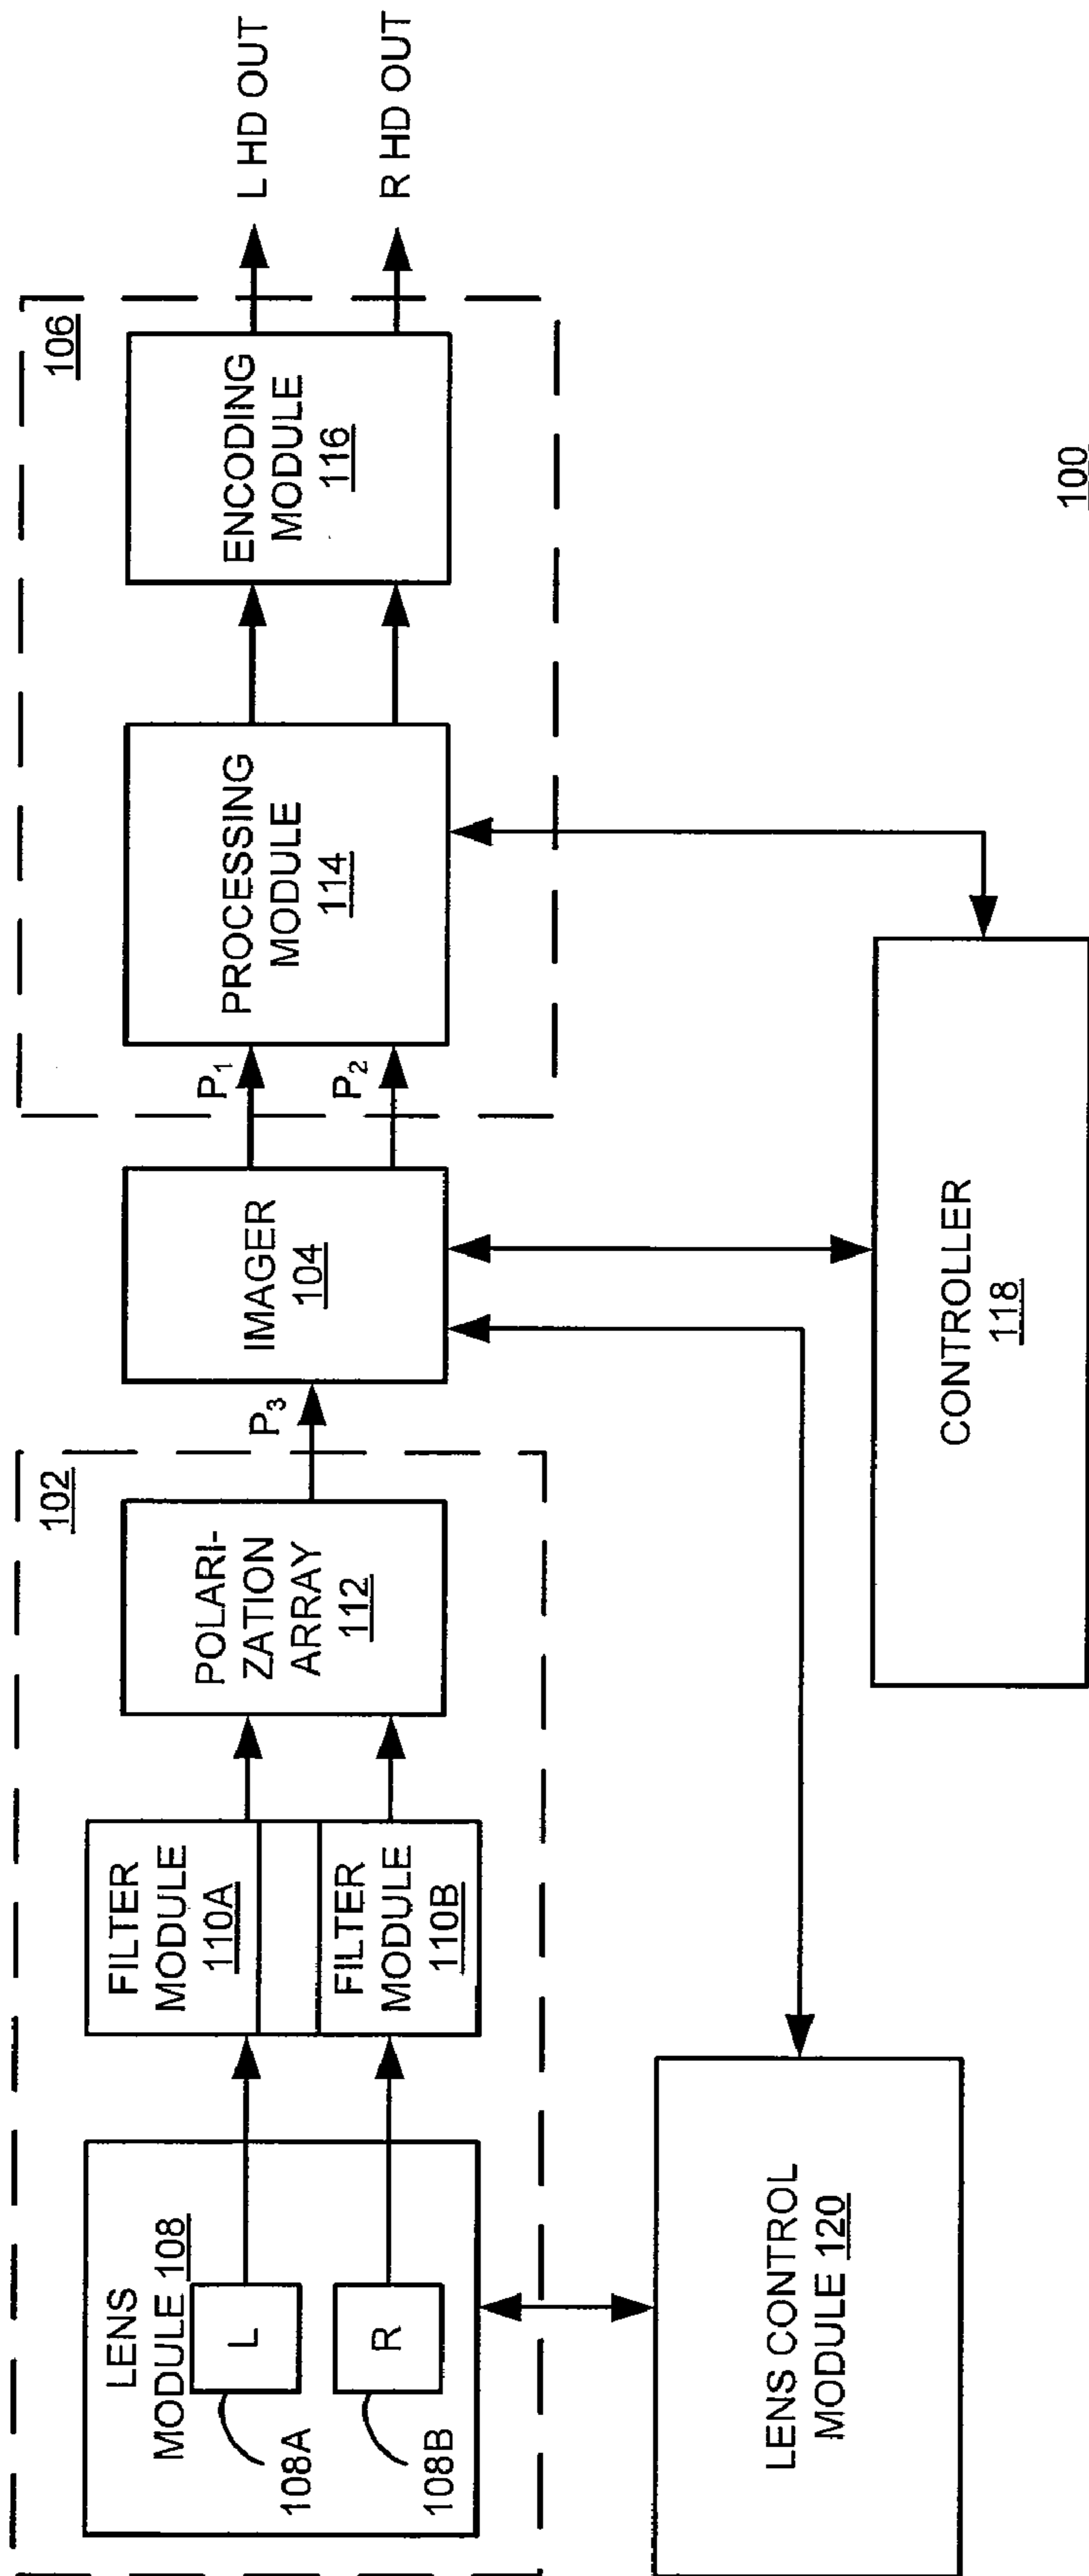 102
LENS
MODULE 108
L
R
108A
108B
FILTER
MODULE
110A
FILTER
MODULE
110B
POLARI-
ZATION
ARRAY
112
P3
IMAGER
104
P1
P2
106
PROCESSING
MODULE
114
ENCODING
MODULE
116
L HD OUT
R HD OUT
LENS CONTROL
MODULE 120
CONTROLLER
118
100